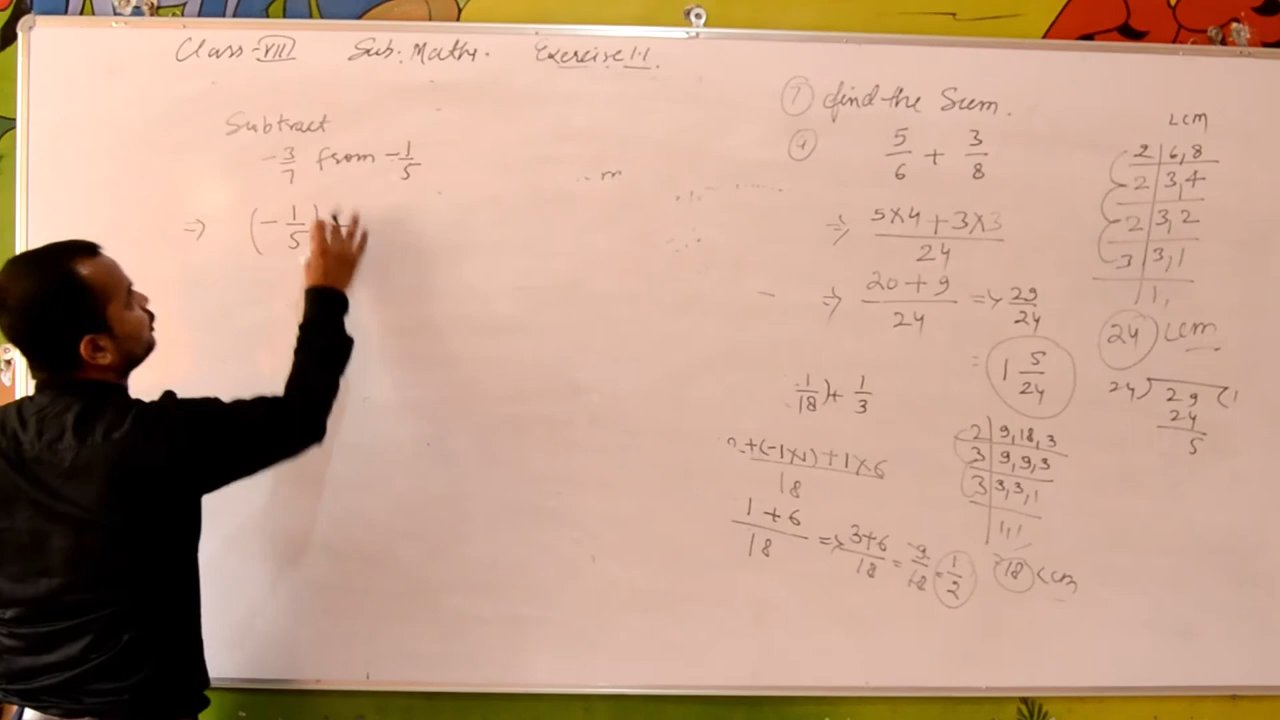 Class-VIII Sub: Maths. Exercise 1.1.
Subtract
-3/7 from -1/5
⇒ (-1/5) +
① find the Sum.
④ 5/6 + 3/8
⇒ 5×4 + 3×3 / 24
⇒ 20 + 9 / 24 ⇒ 29/24
= 1 5/24
LCM
2 | 6, 8
2 | 3, 4
2 | 3, 2
3 | 3, 1
1,
24 LCM
24) 29 (1
24
5
1/18) + 1/3
+(-1×1) + 1×6 / 18
1 + 6 / 18 ⇒ 3+6 / 18 = 9/18 = 1/2
2 | 9, 18, 3
3 | 9, 9, 3
3 | 3, 3, 1
1, 1
18 LCM